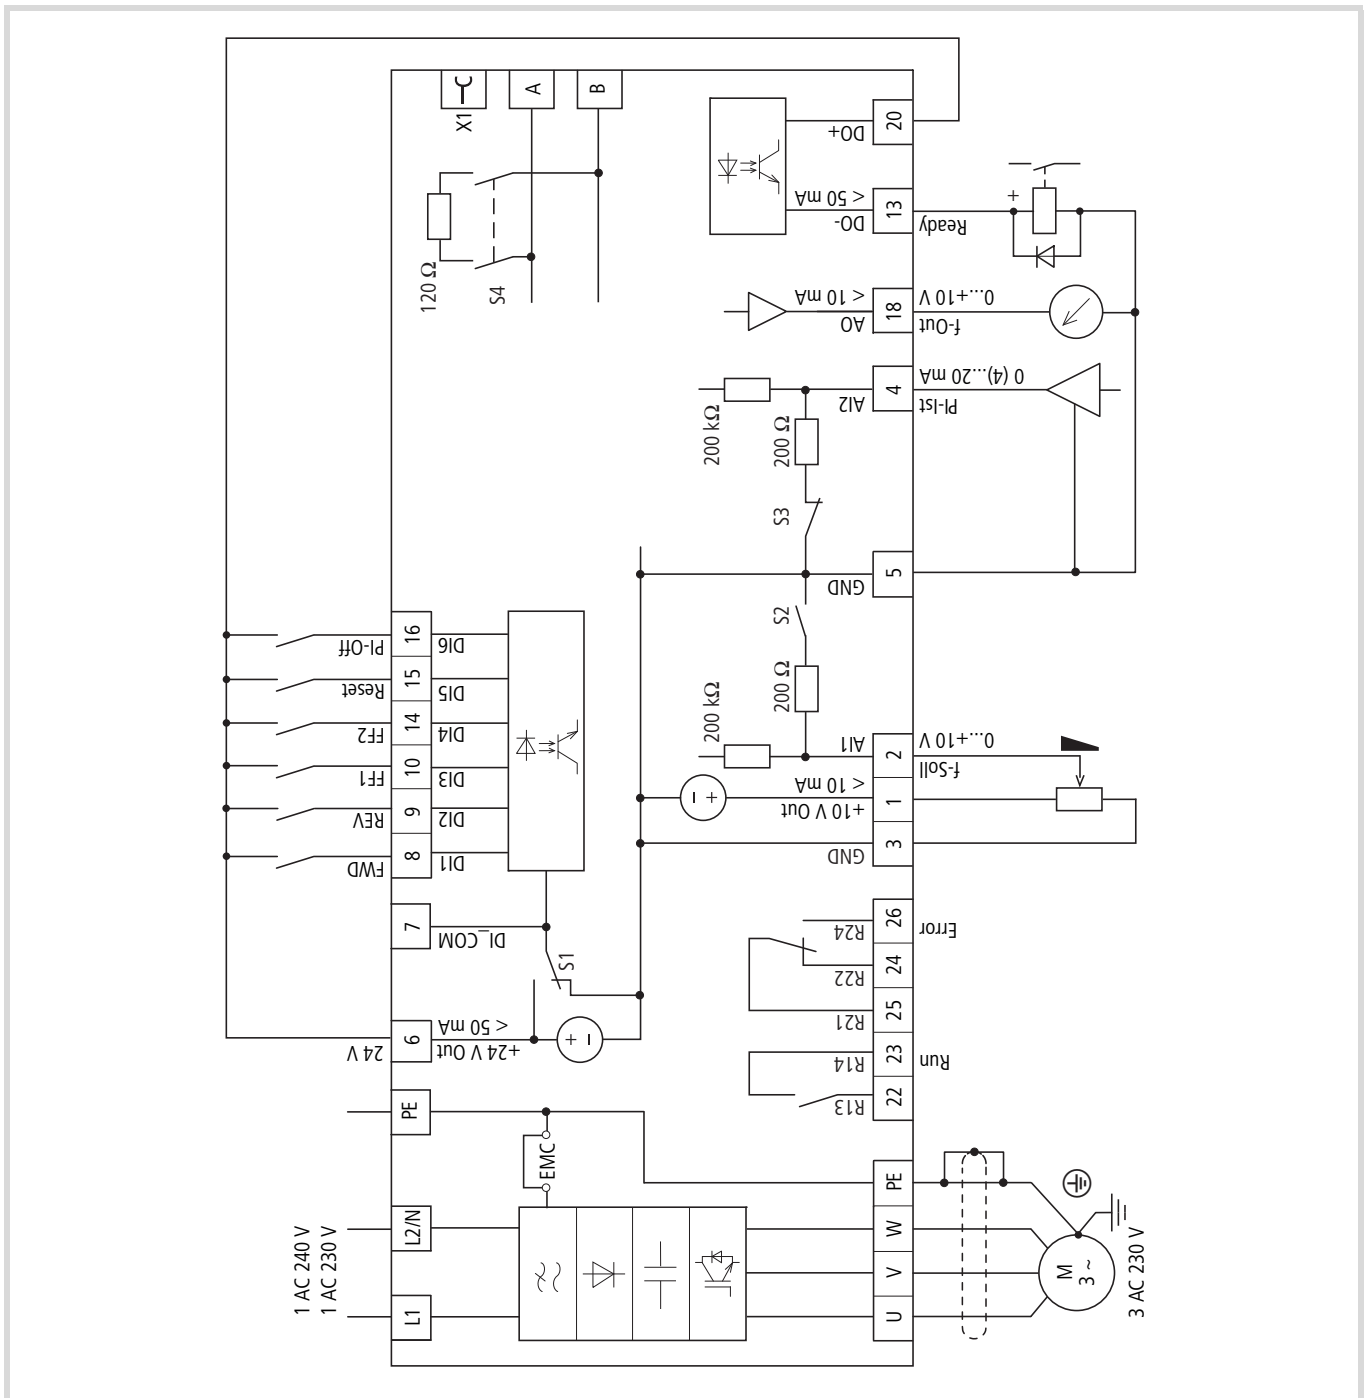 X1
A
B
120 Ω
S4
DO+
20
DO-
< 50 mA
13
Ready
+
AO
< 10 mA
18
f-Out
0...+10 V
AI2
4
PI-Ist
0 (4)...20 mA
200 kΩ
200 Ω
S3
GND
5
S2
200 Ω
200 kΩ
AI1
2
f-Soll
0...+10 V
+10 V Out
< 10 mA
1
- +
GND
3
PI-Off
16
DI6
Reset
15
DI5
FF2
14
DI4
FF1
10
DI3
REV
9
DI2
FWD
8
DI1
7
DI_COM
S1
24 V
6
+24 V Out
< 50 mA
+ -
R24
26
Error
R22
24
R21
25
R14
23
Run
R13
22
PE
EMC
PE
L2/N
W
V
L1
U
1 AC 240 V
1 AC 230 V
M
3 ~
3 AC 230 V